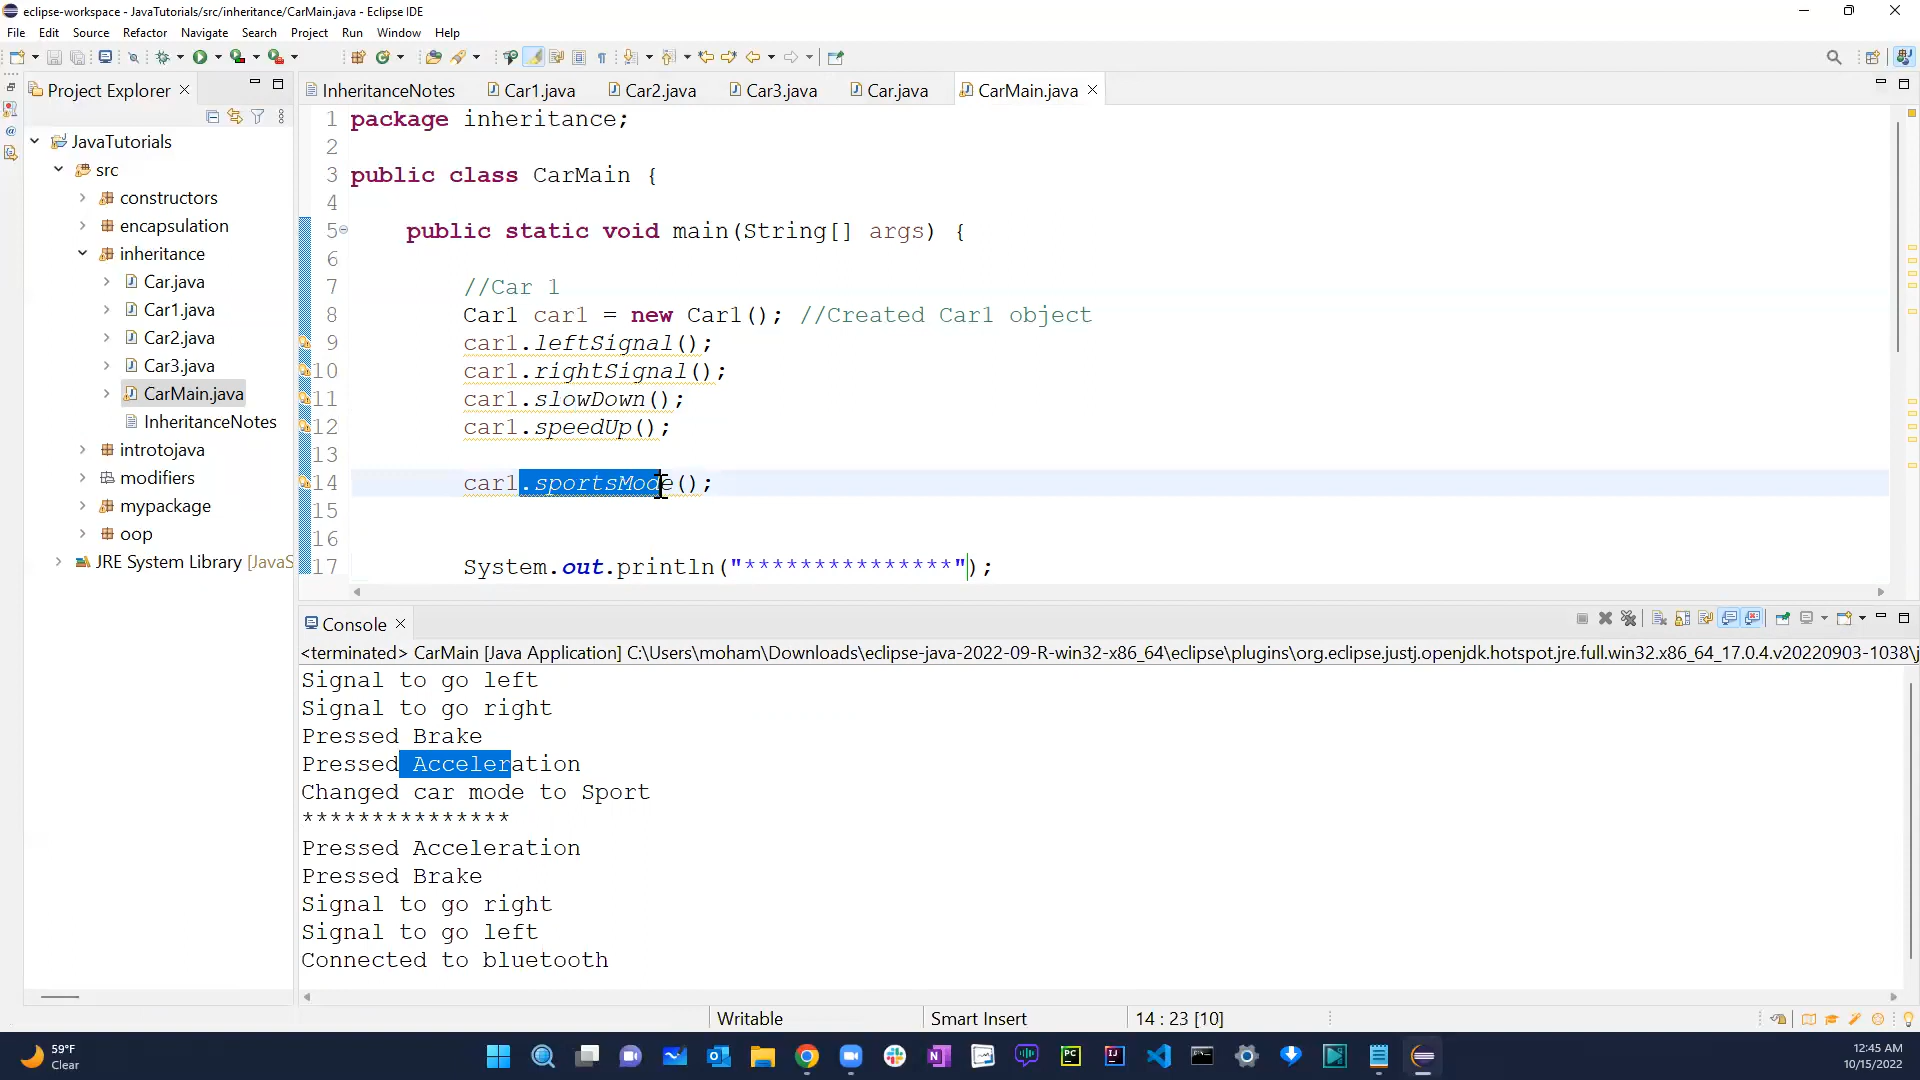 eclipse-workspace - JavaTutorials/src/inheritance/CarMain.java - Eclipse IDE
File Edit Source Refactor Navigate Search Project Run Window Help
Project Explorer
InheritanceNotes Car1.java Car2.java Car3.java Car.java CarMain.java
JavaTutorials
src
constructors
encapsulation
inheritance
Car.java
Car1.java
Car2.java
Car3.java
CarMain.java
InheritanceNotes
introtojava
modifiers
mypackage
oop
JRE System Library [JavaS
1 package inheritance;
2
3 public class CarMain {
4
5 public static void main(String[] args) {
6
7 //Car 1
8 Car1 car1 = new Car1(); //Created Car1 object
9 car1.leftSignal();
10 car1.rightSignal();
11 car1.slowDown();
12 car1.speedUp();
13
14 car1.sportsMode();
15
16
17 System.out.println("***************");
Console
<terminated> CarMain [Java Application] C:\Users\moham\Downloads\eclipse-java-2022-09-R-win32-x86_64\eclipse\plugins\org.eclipse.justj.openjdk.hotspot.jre.full.win32.x86_64_17.0.4.v20220903-1038\j
Signal to go left
Signal to go right
Pressed Brake
Pressed Acceleration
Changed car mode to Sport
***************
Pressed Acceleration
Pressed Brake
Signal to go right
Signal to go left
Connected to bluetooth
Writable Smart Insert 14 : 23 [10]
59°F
Clear
12:45 AM
10/15/2022